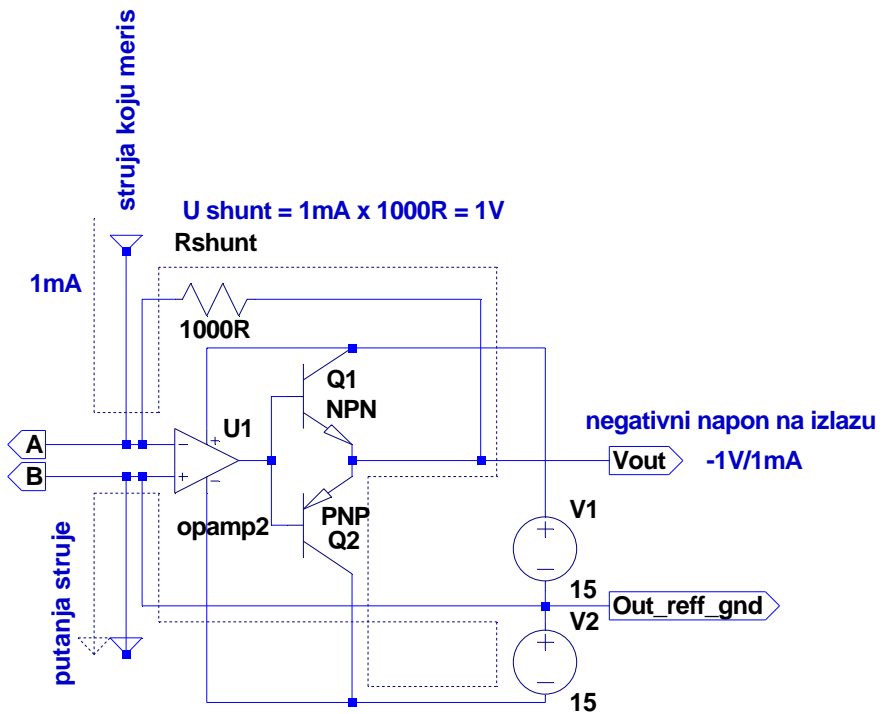 struja koju meris
U shunt = 1mA x 1000R = 1V
Rshunt
1mA
1000R
Q1
NPN
U1
A
B
opamp2
PNP
Q2
negativni napon na izlazu
Vout
-1V/1mA
V1
15
Out_reff_gnd
V2
15
putanja struje